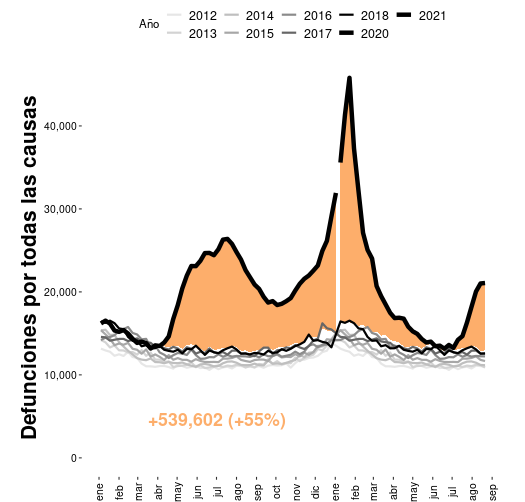 Año
2012 2014 2016 2018 2021
2013 2015 2017 2020
Defunciones por todas las causas
40,000
30,000
20,000
10,000
0
+539,602 (+55%)
ene feb mar abr may jun jul ago sep oct nov dic ene feb mar abr may jun jul ago sep